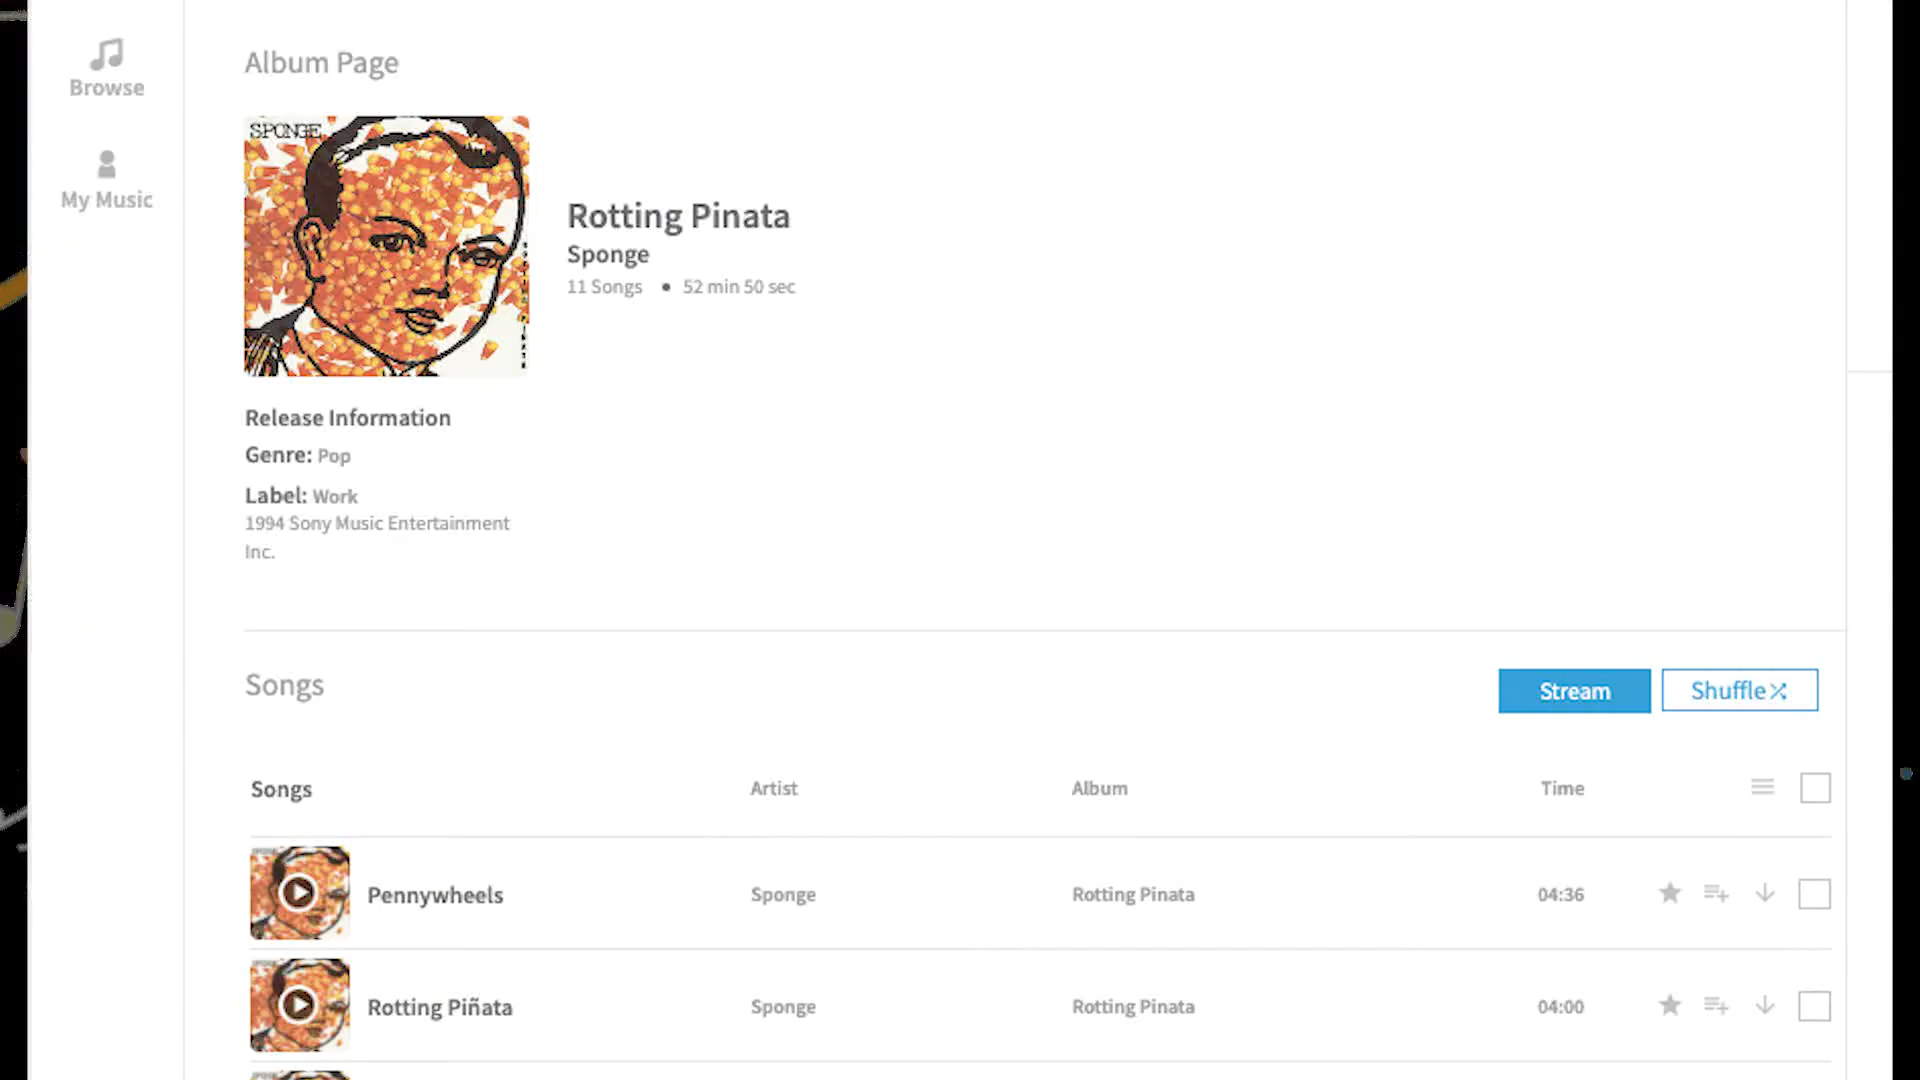 Browse
My Music
Album Page
SPONGE
Rotting Pinata
Sponge
11 Songs • 52 min 50 sec
Release Information
Genre: Pop
Label: Work
1994 Sony Music Entertainment
Inc.
Songs
Stream
Shuffle
Songs Artist Album Time
Pennywheels Sponge Rotting Pinata 04:36
Rotting Piñata Sponge Rotting Pinata 04:00